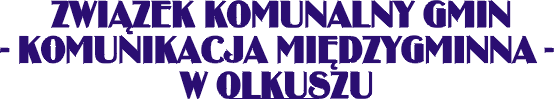 ZWIĄZEK KOMUNALNY GMIN
- KOMUNIKACJA MIĘDZYGMINNA -
W OLKUSZU